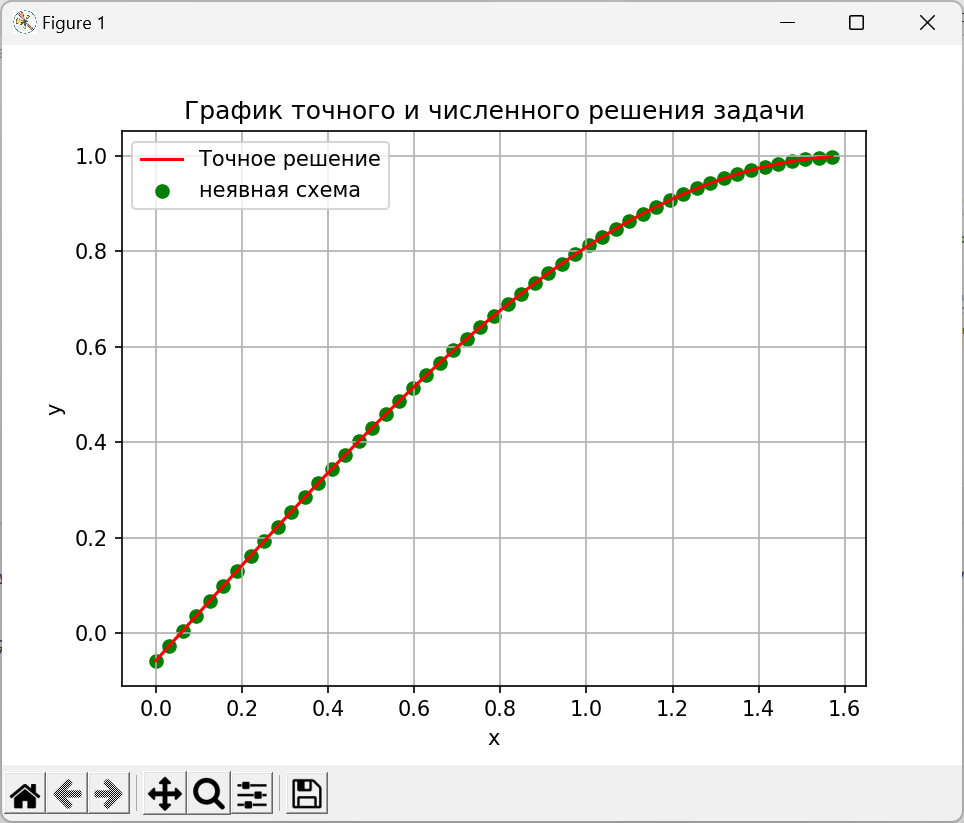 Figure 1
График точного и численного решения задачи
Точное решение
неявная схема
1.0
0.8
0.6
0.4
0.2
0.0
y
0.0 0.2 0.4 0.6 0.8 1.0 1.2 1.4 1.6
x